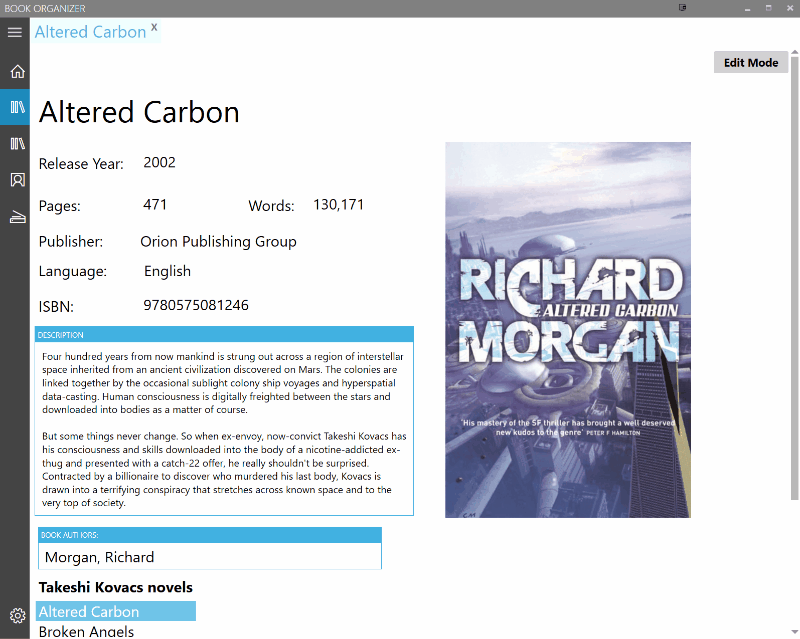 BOOK ORGANIZER
Altered Carbon x
Edit Mode
Altered Carbon
Release Year: 2002
Pages: 471 Words: 130,171
Publisher: Orion Publishing Group
Language: English
ISBN: 9780575081246
DESCRIPTION
Four hundred years from now mankind is strung out across a region of interstellar
space inherited from an ancient civilization discovered on Mars. The colonies are
linked together by the occasional sublight colony ship voyages and hyperspatial
data-casting. Human consciousness is digitally freighted between the stars and
downloaded into bodies as a matter of course.
But some things never change. So when ex-envoy, now-convict Takeshi Kovacs has
his consciousness and skills downloaded into the body of a nicotine-addicted ex-
thug and presented with a catch-22 offer, he really shouldn't be surprised.
Contracted by a billionaire to discover who murdered his last body, Kovacs is
drawn into a terrifying conspiracy that stretches across known space and to the
very top of society.
BOOK AUTHORS:
Morgan, Richard
Takeshi Kovacs novels
Altered Carbon
Broken Angels
RICHARD
ALTERED CARBON
MORGAN
'His mastery of the SF thriller has brought a well deserved
new kudos to the genre' PETER F HAMILTON